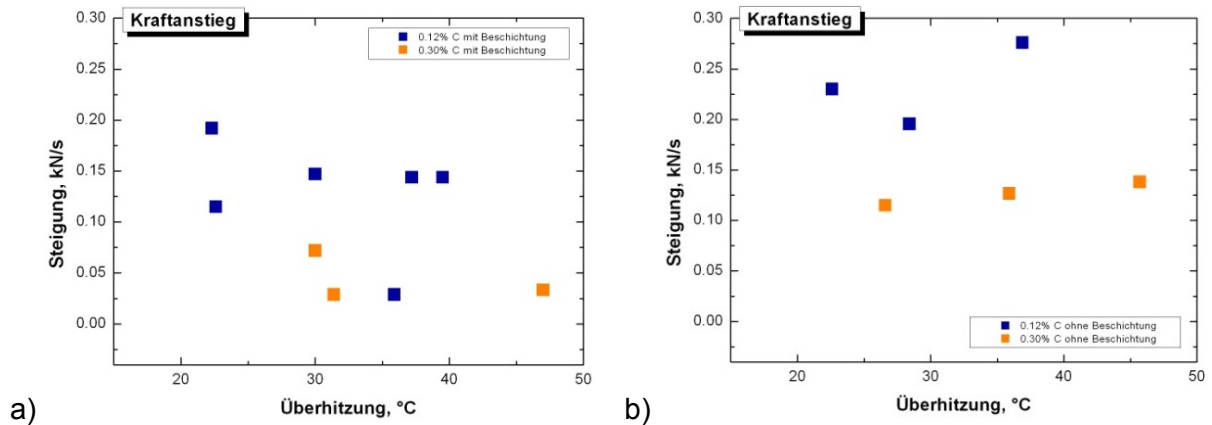 Kraftanstieg
0.12% C mit Beschichtung
0.30% C mit Beschichtung
Steigung, kN/s
0.30
0.25
0.20
0.15
0.10
0.05
0.00
20 30 40 50
Überhitzung, °C
a)
Kraftanstieg
0.12% C ohne Beschichtung
0.30% C ohne Beschichtung
Steigung, kN/s
0.30
0.25
0.20
0.15
0.10
0.05
0.00
20 30 40 50
Überhitzung, °C
b)